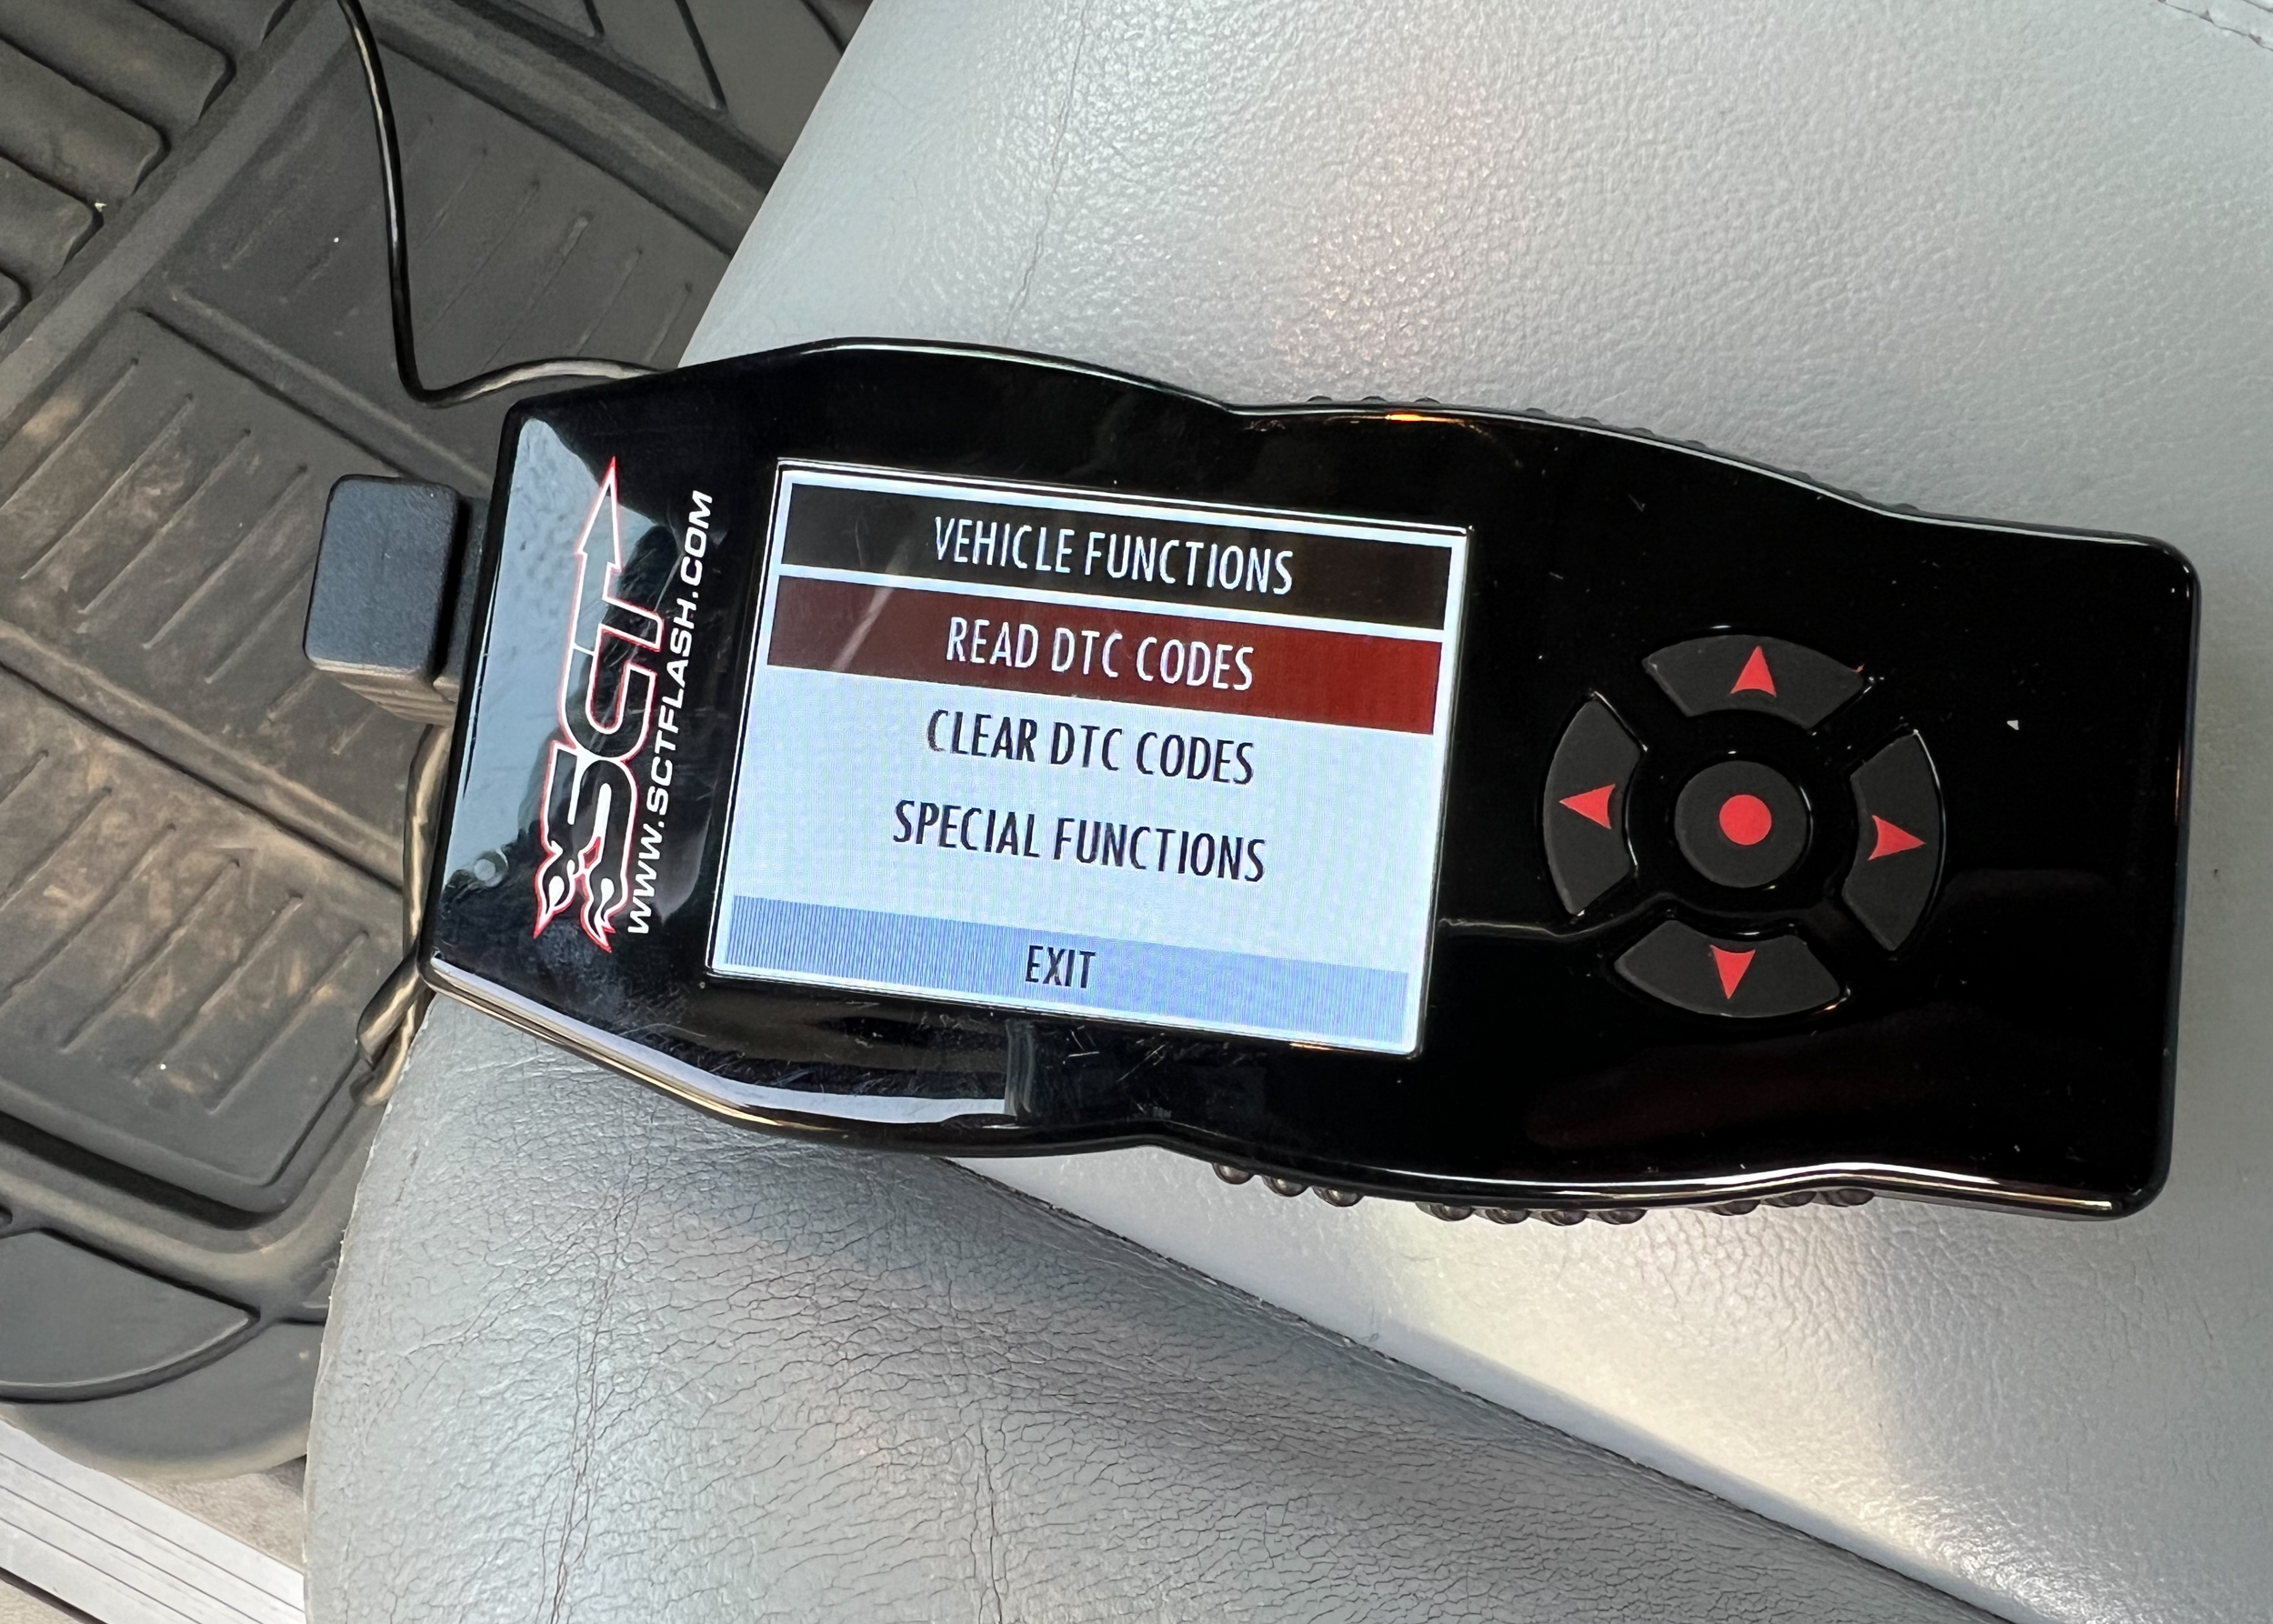 SCT
WWW.SCTFLASH.COM
VEHICLE FUNCTIONS
READ DTC CODES
CLEAR DTC CODES
SPECIAL FUNCTIONS
EXIT